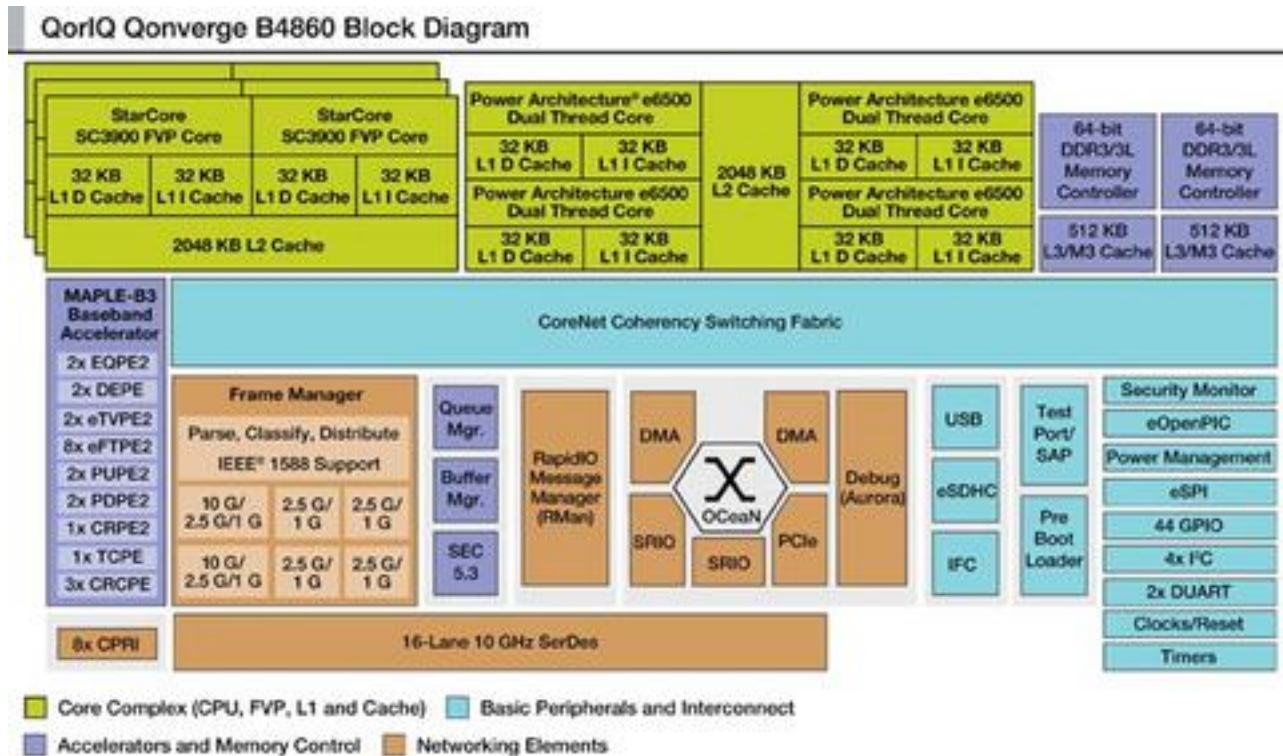 QorIQ Qonverge B4860 Block Diagram
StarCore
SC3900 FVP Core
StarCore
SC3900 FVP Core
32 KB
L1 D Cache
32 KB
L1 I Cache
32 KB
L1 D Cache
32 KB
L1 I Cache
2048 KB L2 Cache
Power Architecture® e6500
Dual Thread Core
32 KB
L1 D Cache
32 KB
L1 I Cache
Power Architecture e6500
Dual Thread Core
32 KB
L1 D Cache
32 KB
L1 I Cache
2048 KB
L2 Cache
Power Architecture e6500
Dual Thread Core
32 KB
L1 D Cache
32 KB
L1 I Cache
Power Architecture e6500
Dual Thread Core
32 KB
L1 D Cache
32 KB
L1 I Cache
64-bit
DDR3/3L
Memory
Controller
64-bit
DDR3/3L
Memory
Controller
512 KB
L3/M3 Cache
512 KB
L3/M3 Cache
MAPLE-B3
Baseband
Accelerator
2x EQPE2
2x DEPE
2x eTVPE2
8x eFTPE2
2x PUPE2
2x PDPE2
1x CRPE2
1x TCPE
3x CRCPE
CoreNet Coherency Switching Fabric
Frame Manager
Parse, Classify, Distribute
IEEE® 1588 Support
10 G/
2.5 G/1 G
2.5 G/
1 G
2.5 G/
1 G
10 G/
2.5 G/1 G
2.5 G/
1 G
2.5 G/
1 G
Queue
Mgr.
Buffer
Mgr.
SEC
5.3
RapidIO
Message
Manager
(RMan)
DMA
DMA
OCeaN
SRIO
SRIO
PCIe
Debug
(Aurora)
USB
eSDHC
IFC
Test
Port/
SAP
Pre
Boot
Loader
Security Monitor
eOpenPIC
Power Management
eSPI
44 GPIO
4x I²C
2x DUART
Clocks/Reset
Timers
8x CPRI
16-Lane 10 GHz SerDes
Core Complex (CPU, FVP, L1 and Cache)
Basic Peripherals and Interconnect
Accelerators and Memory Control
Networking Elements